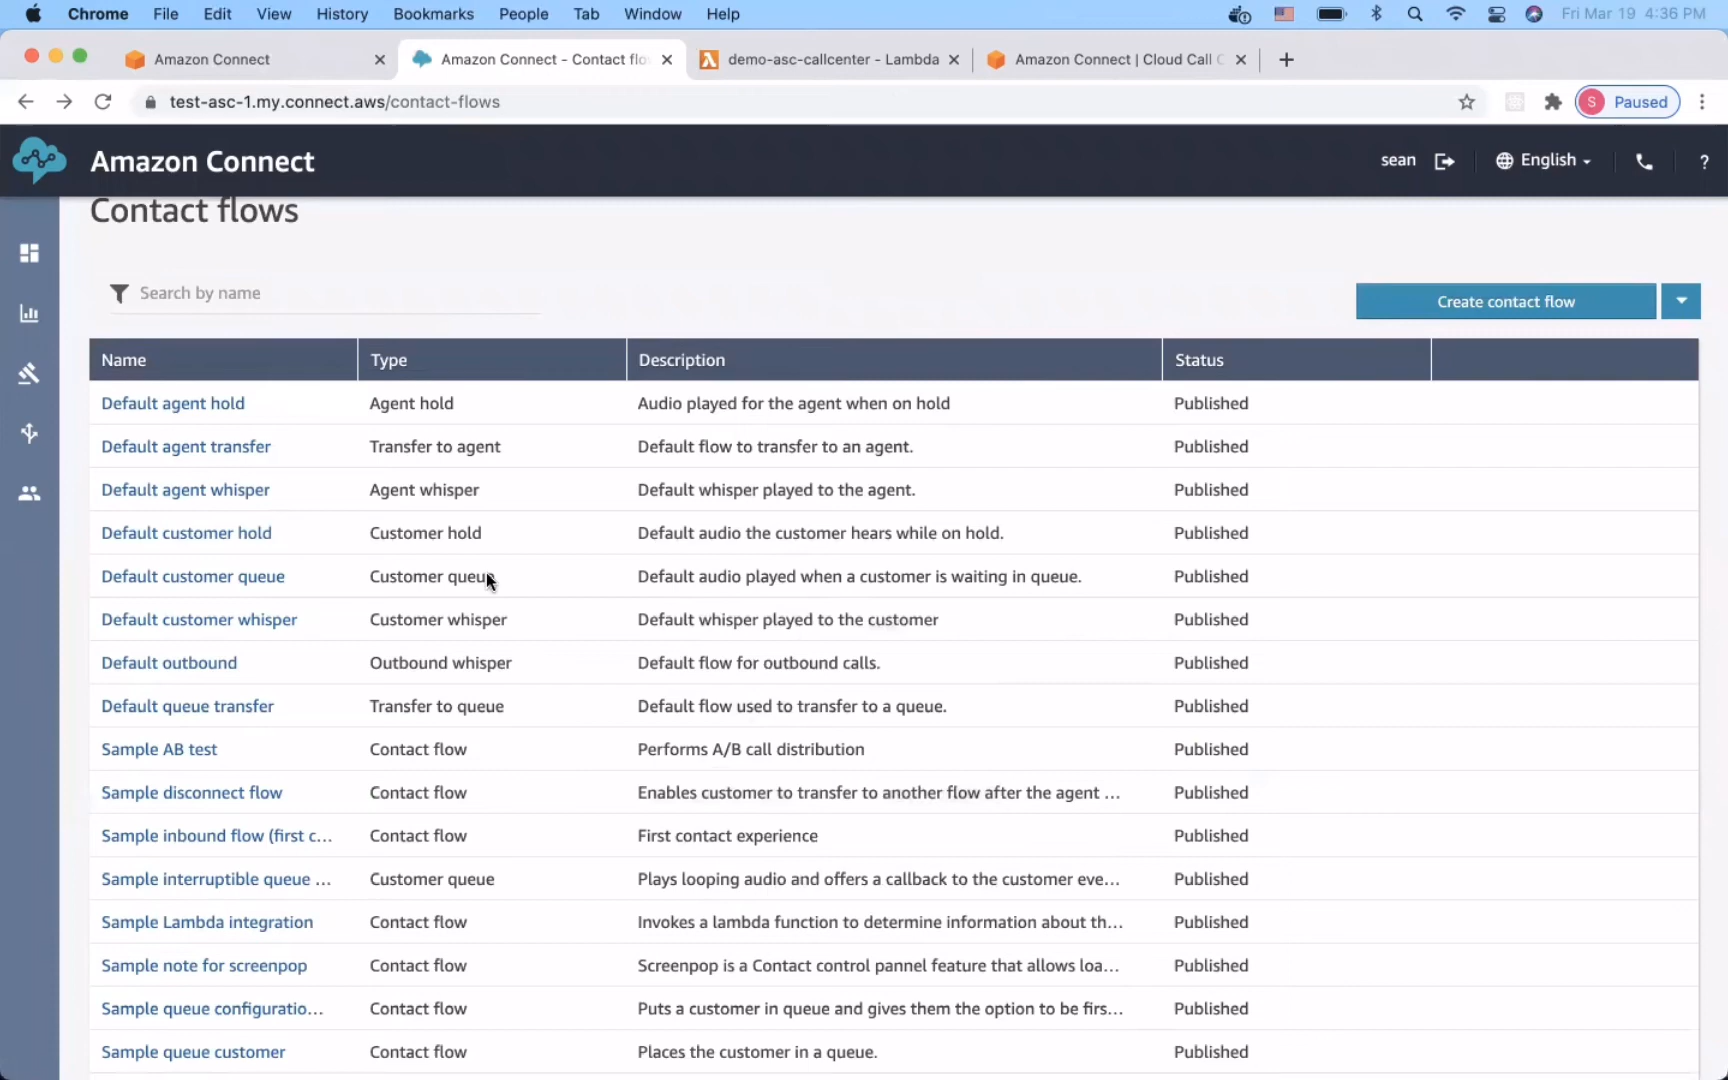 Chrome File Edit View History Bookmarks People Tab Window Help Fri Mar 19 4:36 PM
Amazon Connect Amazon Connect - Contact flo demo-asc-callcenter - Lambda Amazon Connect | Cloud Call C
test-asc-1.my.connect.aws/contact-flows S Paused
Amazon Connect sean English ?
Contact flows
Search by name Create contact flow
Name Type Description Status
Default agent hold Agent hold Audio played for the agent when on hold Published
Default agent transfer Transfer to agent Default flow to transfer to an agent. Published
Default agent whisper Agent whisper Default whisper played to the agent. Published
Default customer hold Customer hold Default audio the customer hears while on hold. Published
Default customer queue Customer queue Default audio played when a customer is waiting in queue. Published
Default customer whisper Customer whisper Default whisper played to the customer Published
Default outbound Outbound whisper Default flow for outbound calls. Published
Default queue transfer Transfer to queue Default flow used to transfer to a queue. Published
Sample AB test Contact flow Performs A/B call distribution Published
Sample disconnect flow Contact flow Enables customer to transfer to another flow after the agent ... Published
Sample inbound flow (first c... Contact flow First contact experience Published
Sample interruptible queue ... Customer queue Plays looping audio and offers a callback to the customer eve... Published
Sample Lambda integration Contact flow Invokes a lambda function to determine information about th... Published
Sample note for screenpop Contact flow Screenpop is a Contact control pannel feature that allows loa... Published
Sample queue configuratio... Contact flow Puts a customer in queue and gives them the option to be firs... Published
Sample queue customer Contact flow Places the customer in a queue. Published